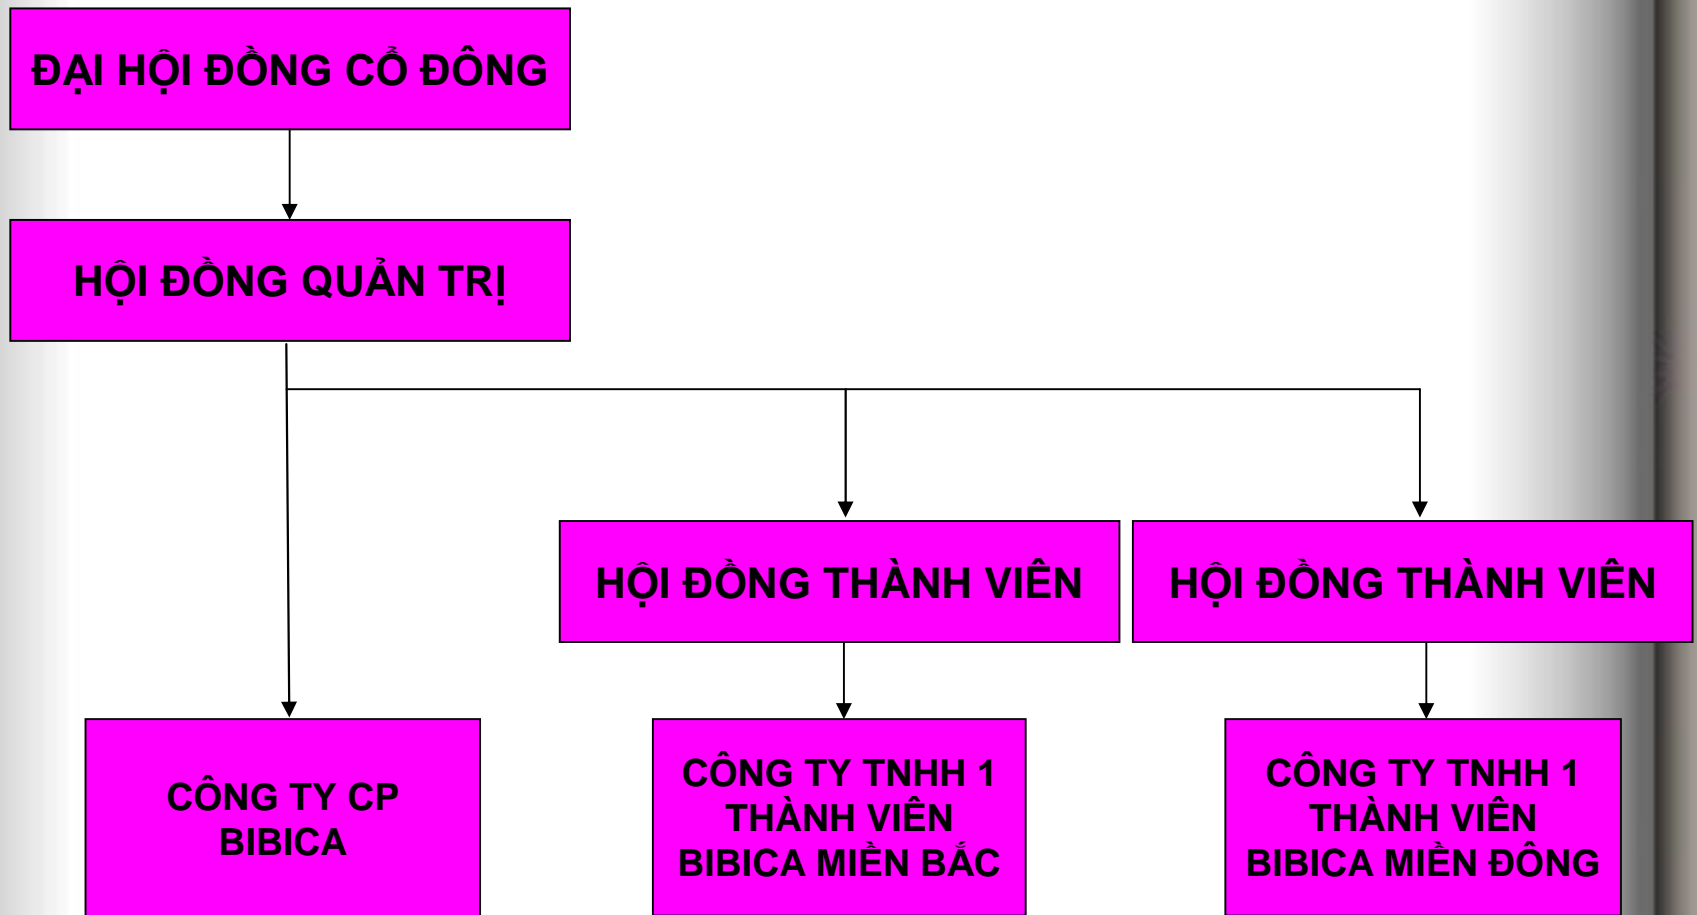 ĐẠI HỘI ĐỒNG CỔ ĐÔNG
HỘI ĐỒNG QUẢN TRỊ
HỘI ĐỒNG THÀNH VIÊN
HỘI ĐỒNG THÀNH VIÊN
CÔNG TY CP
BIBICA
CÔNG TY TNHH 1
THÀNH VIÊN
BIBICA MIỀN BẮC
CÔNG TY TNHH 1
THÀNH VIÊN
BIBICA MIỀN ĐÔNG